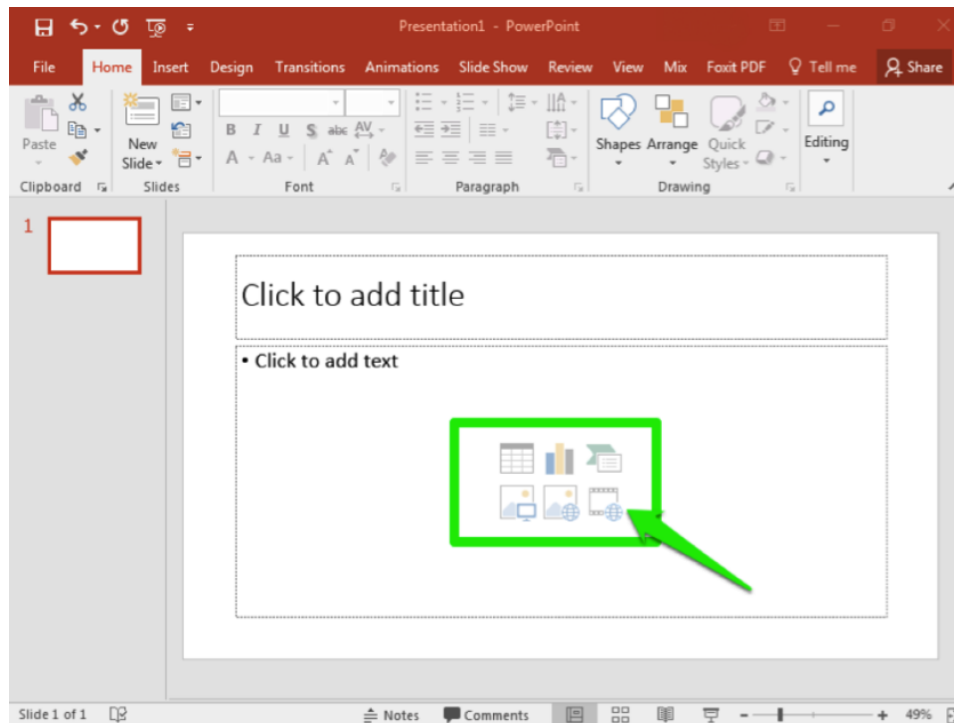 Presentation1 - PowerPoint
File Home Insert Design Transitions Animations Slide Show Review View Mix Foxit PDF Tell me Share
Paste
New
Slide
B I U S abc AV
A Aa A A
Shapes Arrange Quick
Styles
Editing
Clipboard Slides Font Paragraph Drawing
1
Click to add title
• Click to add text
Slide 1 of 1 Notes Comments - + 49%